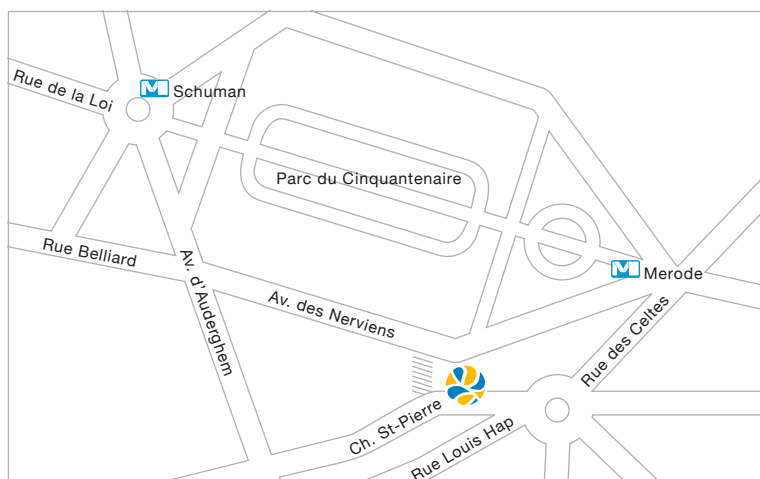 Schuman
Rue de la Loi
Parc du Cinquantenaire
Rue Belliard
Av. d'Auderghem
Av. des Nerviens
Merode
Rue des Celtes
Ch. St-Pierre
Rue Louis Hap